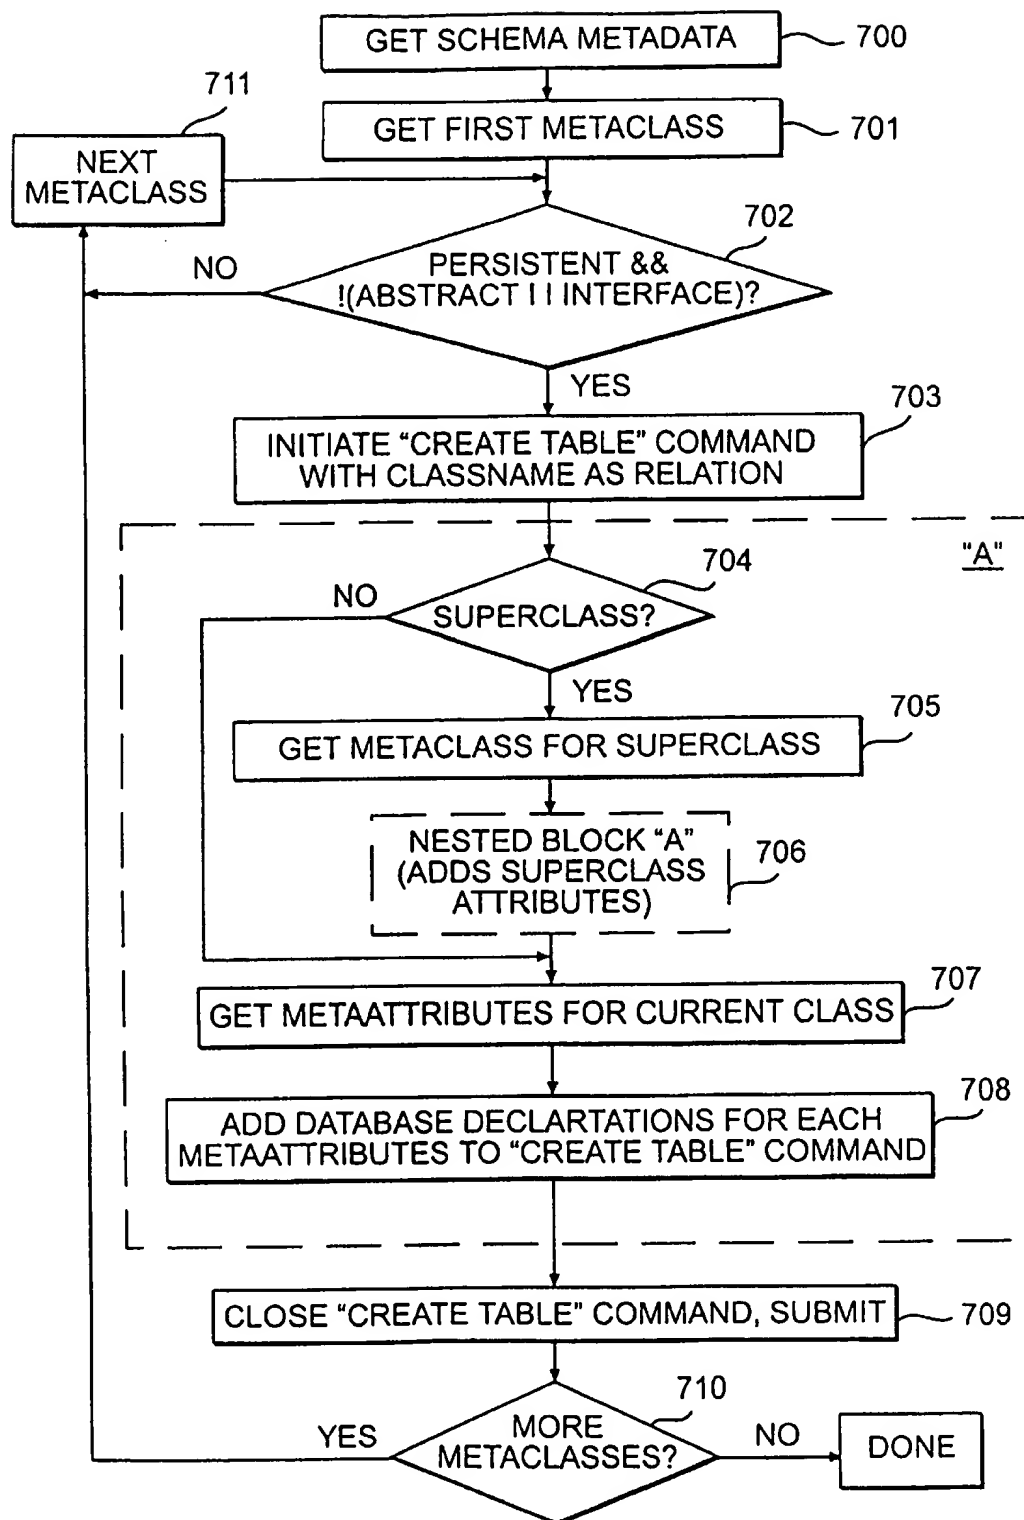 GET SCHEMA METADATA
700
711
GET FIRST METACLASS
701
NEXT
METACLASS
702
NO
PERSISTENT &&
!(ABSTRACT I I INTERFACE)?
YES
703
INITIATE “CREATE TABLE” COMMAND
WITH CLASSNAME AS RELATION
"A"
704
NO
SUPERCLASS?
YES
705
GET METACLASS FOR SUPERCLASS
NESTED BLOCK “A”
(ADDS SUPERCLASS
ATTRIBUTES)
706
707
GET METAATTRIBUTES FOR CURRENT CLASS
708
ADD DATABASE DECLARTATIONS FOR EACH
METAATTRIBUTES TO “CREATE TABLE” COMMAND
CLOSE “CREATE TABLE” COMMAND, SUBMIT
709
710
YES
MORE
METACLASSES?
NO
DONE